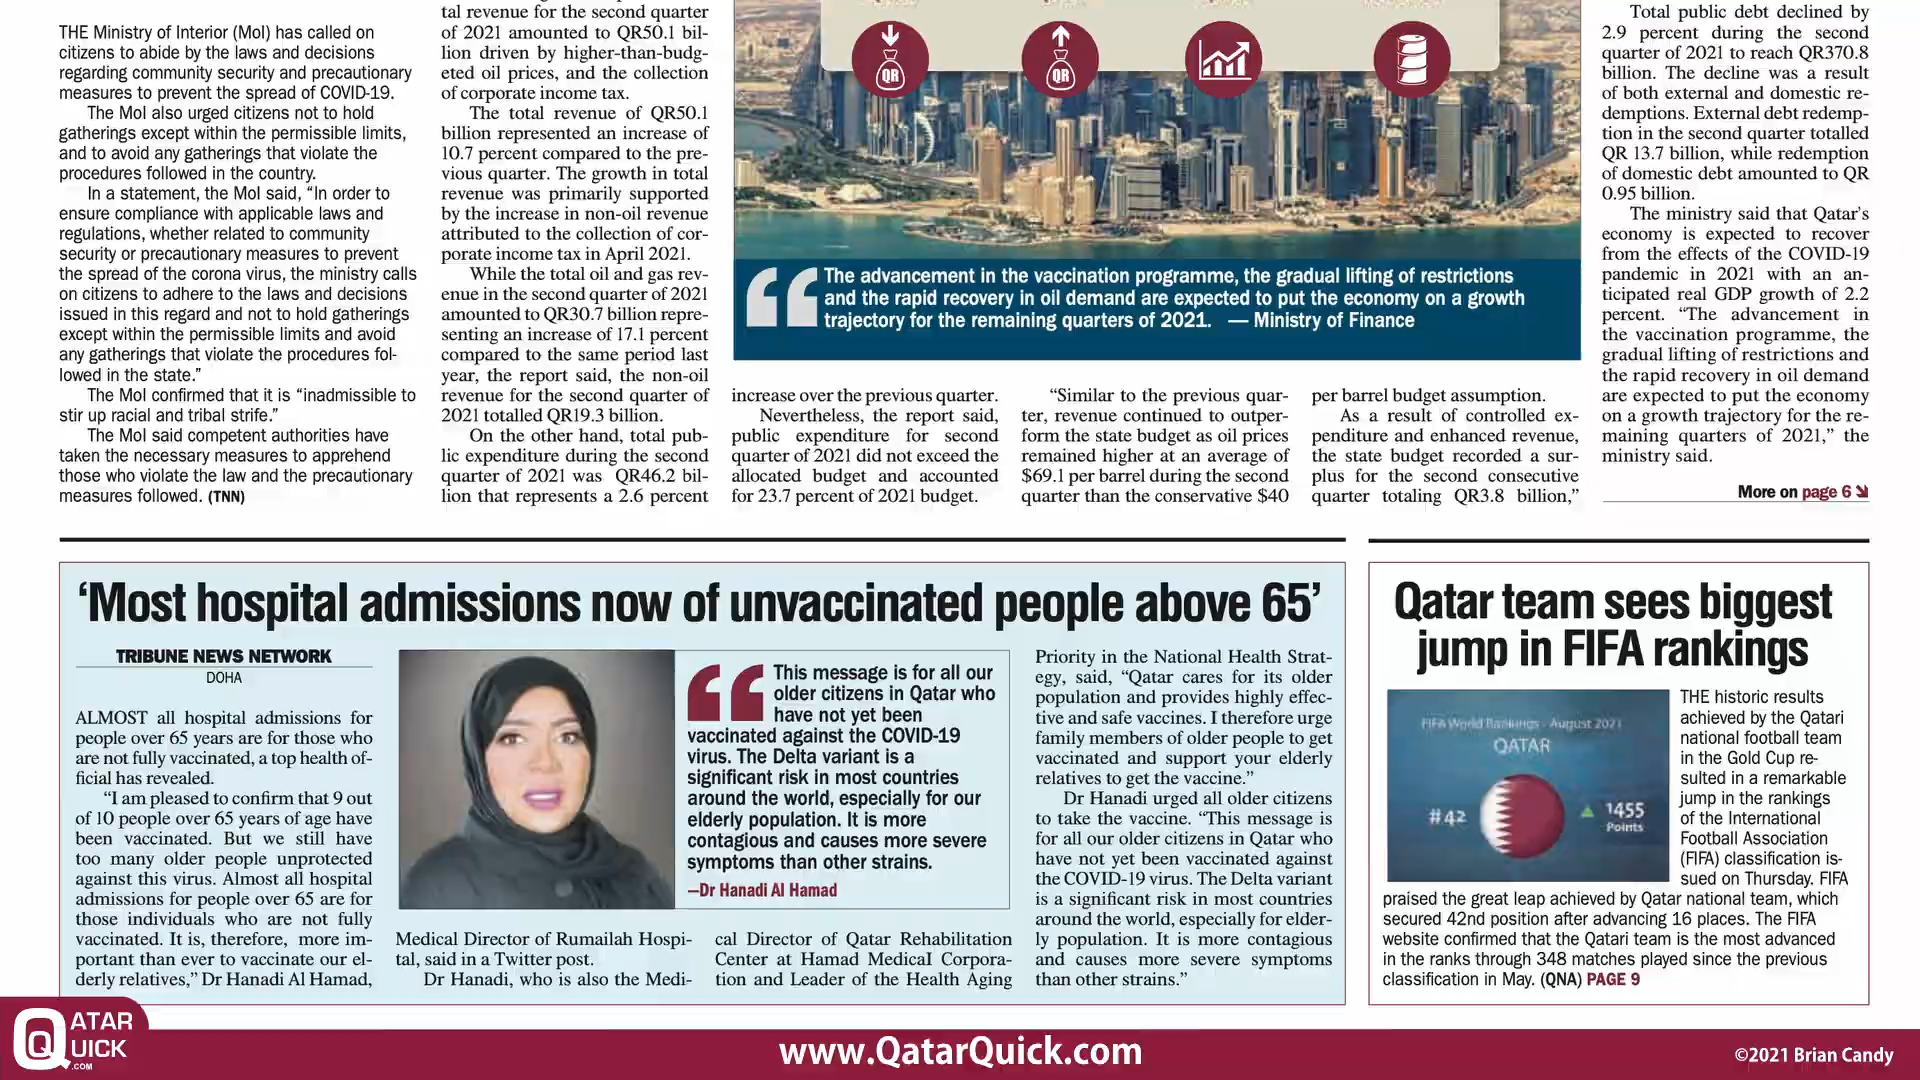 THE Ministry of Interior (MoI) has called on
citizens to abide by the laws and decisions
regarding community security and precautionary
measures to prevent the spread of COVID-19.
The MoI also urged citizens not to hold
gatherings except within the permissible limits,
and to avoid any gatherings that violate the
procedures followed in the country.
In a statement, the MoI said, “In order to
ensure compliance with applicable laws and
regulations, whether related to community
security or precautionary measures to prevent
the spread of the corona virus, the ministry calls
on citizens to adhere to the laws and decisions
issued in this regard and not to hold gatherings
except within the permissible limits and avoid
any gatherings that violate the procedures fol-
lowed in the state.”
The MoI confirmed that it is “inadmissible to
stir up racial and tribal strife.”
The MoI said competent authorities have
taken the necessary measures to apprehend
those who violate the law and the precautionary
measures followed. (TNN)
tal revenue for the second quarter
of 2021 amounted to QR50.1 bil-
lion driven by higher-than-budg-
eted oil prices, and the collection
of corporate income tax.
The total revenue of QR50.1
billion represented an increase of
10.7 percent compared to the pre-
vious quarter. The growth in total
revenue was primarily supported
by the increase in non-oil revenue
attributed to the collection of cor-
porate income tax in April 2021.
While the total oil and gas rev-
enue in the second quarter of 2021
amounted to QR30.7 billion repre-
senting an increase of 17.1 percent
compared to the same period last
year, the report said, the non-oil
revenue for the second quarter of
2021 totalled QR19.3 billion.
On the other hand, total pub-
lic expenditure during the second
quarter of 2021 was QR46.2 bil-
lion that represents a 2.6 percent
QR
QR
The advancement in the vaccination programme, the gradual lifting of restrictions
and the rapid recovery in oil demand are expected to put the economy on a growth
trajectory for the remaining quarters of 2021. — Ministry of Finance
increase over the previous quarter.
Nevertheless, the report said,
public expenditure for second
quarter of 2021 did not exceed the
allocated budget and accounted
for 23.7 percent of 2021 budget.
“Similar to the previous quar-
ter, revenue continued to outper-
form the state budget as oil prices
remained higher at an average of
$69.1 per barrel during the second
quarter than the conservative $40
per barrel budget assumption.
As a result of controlled ex-
penditure and enhanced revenue,
the state budget recorded a sur-
plus for the second consecutive
quarter totaling QR3.8 billion,”
Total public debt declined by
2.9 percent during the second
quarter of 2021 to reach QR370.8
billion. The decline was a result
of both external and domestic re-
demptions. External debt redemp-
tion in the second quarter totalled
QR 13.7 billion, while redemption
of domestic debt amounted to QR
0.95 billion.
The ministry said that Qatar’s
economy is expected to recover
from the effects of the COVID-19
pandemic in 2021 with an an-
ticipated real GDP growth of 2.2
percent. “The advancement in
the vaccination programme, the
gradual lifting of restrictions and
the rapid recovery in oil demand
are expected to put the economy
on a growth trajectory for the re-
maining quarters of 2021,” the
ministry said.
More on page 6
‘Most hospital admissions now of unvaccinated people above 65’
TRIBUNE NEWS NETWORK
DOHA
ALMOST all hospital admissions for
people over 65 years are for those who
are not fully vaccinated, a top health of-
ficial has revealed.
“I am pleased to confirm that 9 out
of 10 people over 65 years of age have
been vaccinated. But we still have
too many older people unprotected
against this virus. Almost all hospital
admissions for people over 65 are for
those individuals who are not fully
vaccinated. It is, therefore, more im-
portant than ever to vaccinate our el-
derly relatives,” Dr Hanadi Al Hamad,
This message is for all our
older citizens in Qatar who
have not yet been
vaccinated against the COVID-19
virus. The Delta variant is a
significant risk in most countries
around the world, especially for our
elderly population. It is more
contagious and causes more severe
symptoms than other strains.
—Dr Hanadi Al Hamad
Medical Director of Rumailah Hospi-
tal, said in a Twitter post.
Dr Hanadi, who is also the Medi-
cal Director of Qatar Rehabilitation
Center at Hamad Medical Corpora-
tion and Leader of the Health Aging
Priority in the National Health Strat-
egy, said, “Qatar cares for its older
population and provides highly effec-
tive and safe vaccines. I therefore urge
family members of older people to get
vaccinated and support your elderly
relatives to get the vaccine.”
Dr Hanadi urged all older citizens
to take the vaccine. “This message is
for all our older citizens in Qatar who
have not yet been vaccinated against
the COVID-19 virus. The Delta variant
is a significant risk in most countries
around the world, especially for elder-
ly population. It is more contagious
and causes more severe symptoms
than other strains.”
Qatar team sees biggest
jump in FIFA rankings
FIFA World Rankings - August 2021
QATAR
#42
1455
Points
THE historic results
achieved by the Qatari
national football team
in the Gold Cup re-
sulted in a remarkable
jump in the rankings
of the International
Football Association
(FIFA) classification is-
sued on Thursday. FIFA
praised the great leap achieved by Qatar national team, which
secured 42nd position after advancing 16 places. The FIFA
website confirmed that the Qatari team is the most advanced
in the ranks through 348 matches played since the previous
classification in May. (QNA) PAGE 9
QATAR
QUICK
.COM
www.QatarQuick.com
©2021 Brian Candy